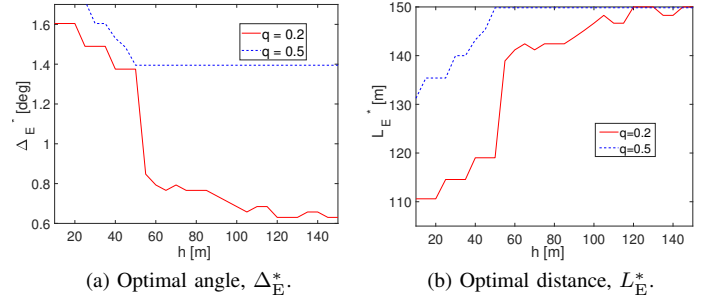 1.6
1.4
1.2
1
0.8
0.6
20 40 60 80 100 120 140
h [m]
Δ_E^* [deg]
q = 0.2
q = 0.5
(a) Optimal angle, Δ*_E.
150
140
130
120
110
20 40 60 80 100 120 140
h [m]
L_E^* [m]
q=0.2
q=0.5
(b) Optimal distance, L*_E.